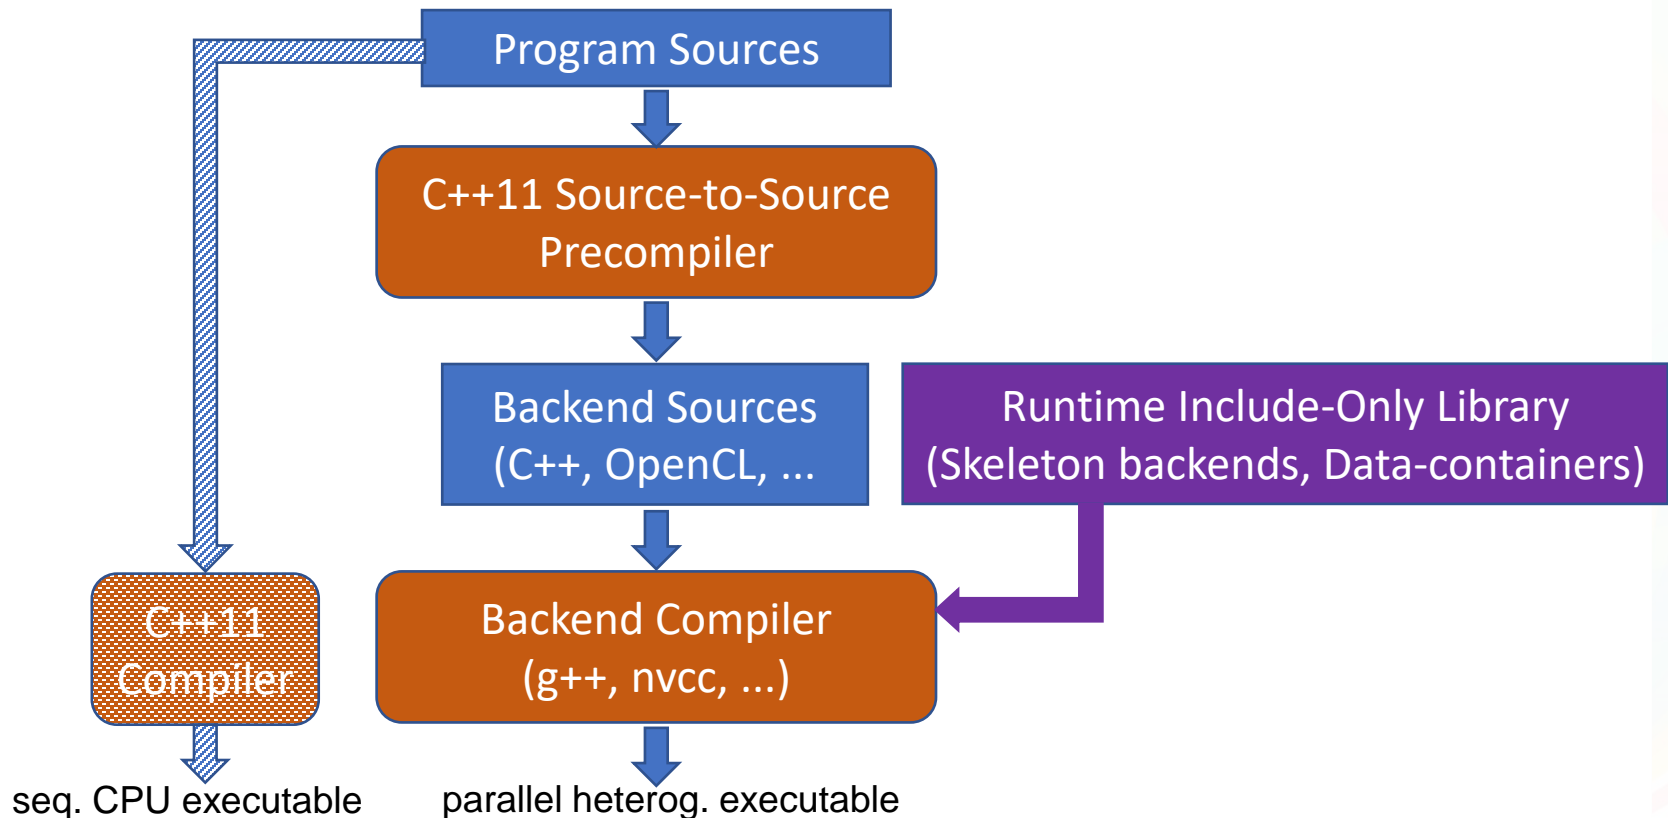 Program Sources
C++11 Source-to-Source
Precompiler
Backend Sources
(C++, OpenCL, ...
Runtime Include-Only Library
(Skeleton backends, Data-containers)
C++11
Compiler
Backend Compiler
(g++, nvcc, ...)
seq. CPU executable
parallel heterog. executable